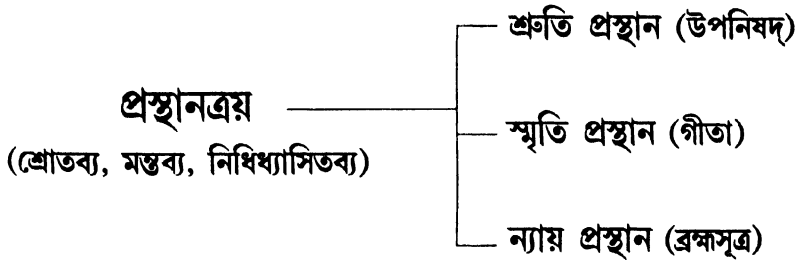 শ্রুতি প্রস্থান (উপনিষদ্)
প্রস্থানত্রয়
(শ্রোতব্য, মন্তব্য, নিধিধ্যাসিতব্য)
স্মৃতি প্রস্থান (গীতা)
ন্যায় প্রস্থান (ব্রহ্মসূত্র)